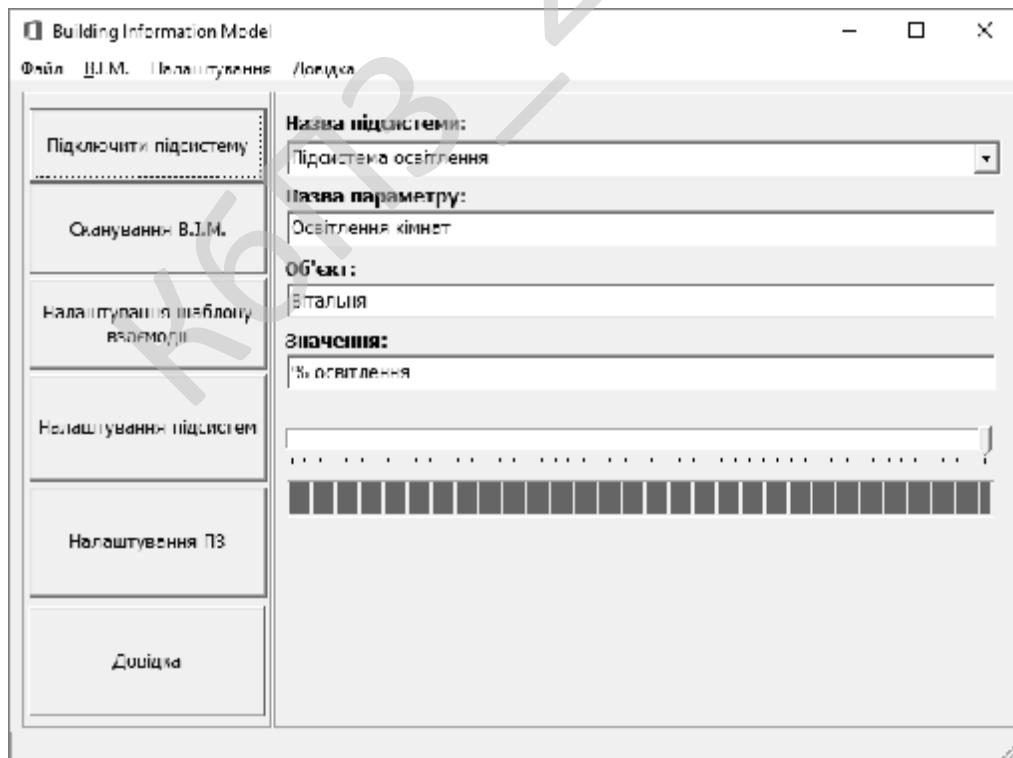 Building Information Model
Файл B.I.M. Налаштування Довідка
Підключити підсистему
Сканування B.I.M.
Налаштування шаблону
взаємодії
Налаштування підсистем
Налаштування ПЗ
Довідка
Назва підсистеми:
Підсистема освітлення
Назва параметру:
Освітлення кімнат
Об'єкт:
Вітальня
Значення:
% освітлення
КБПЗ_2